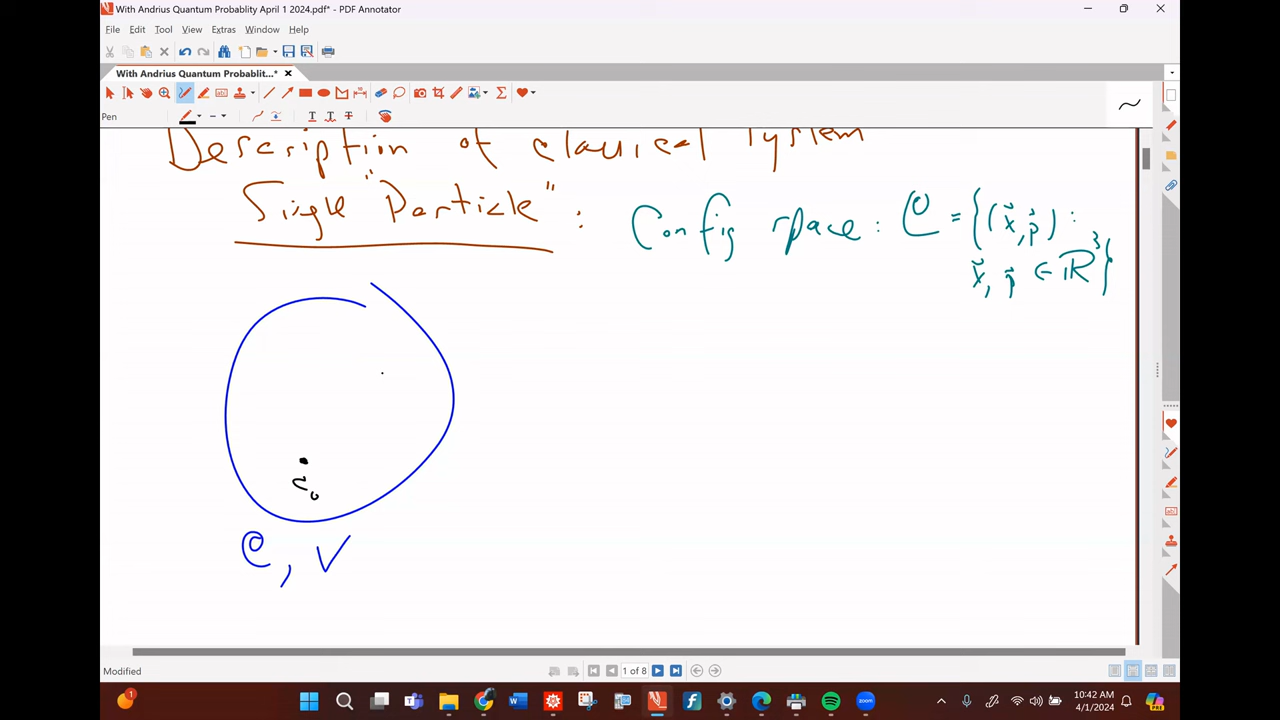 With Andrius Quantum Probablity April 1 2024.pdf* - PDF Annotator
File Edit Tool View Extras Window Help
With Andrius Quantum Probablit...*
Pen
Description of classical system
Single "Particle" :
Config space : C = {(x⃗, p⃗) :
x⃗, p⃗ ∈ ℝ³}
c₀
C, V
Modified
1 of 8
1
10:42 AM
4/1/2024